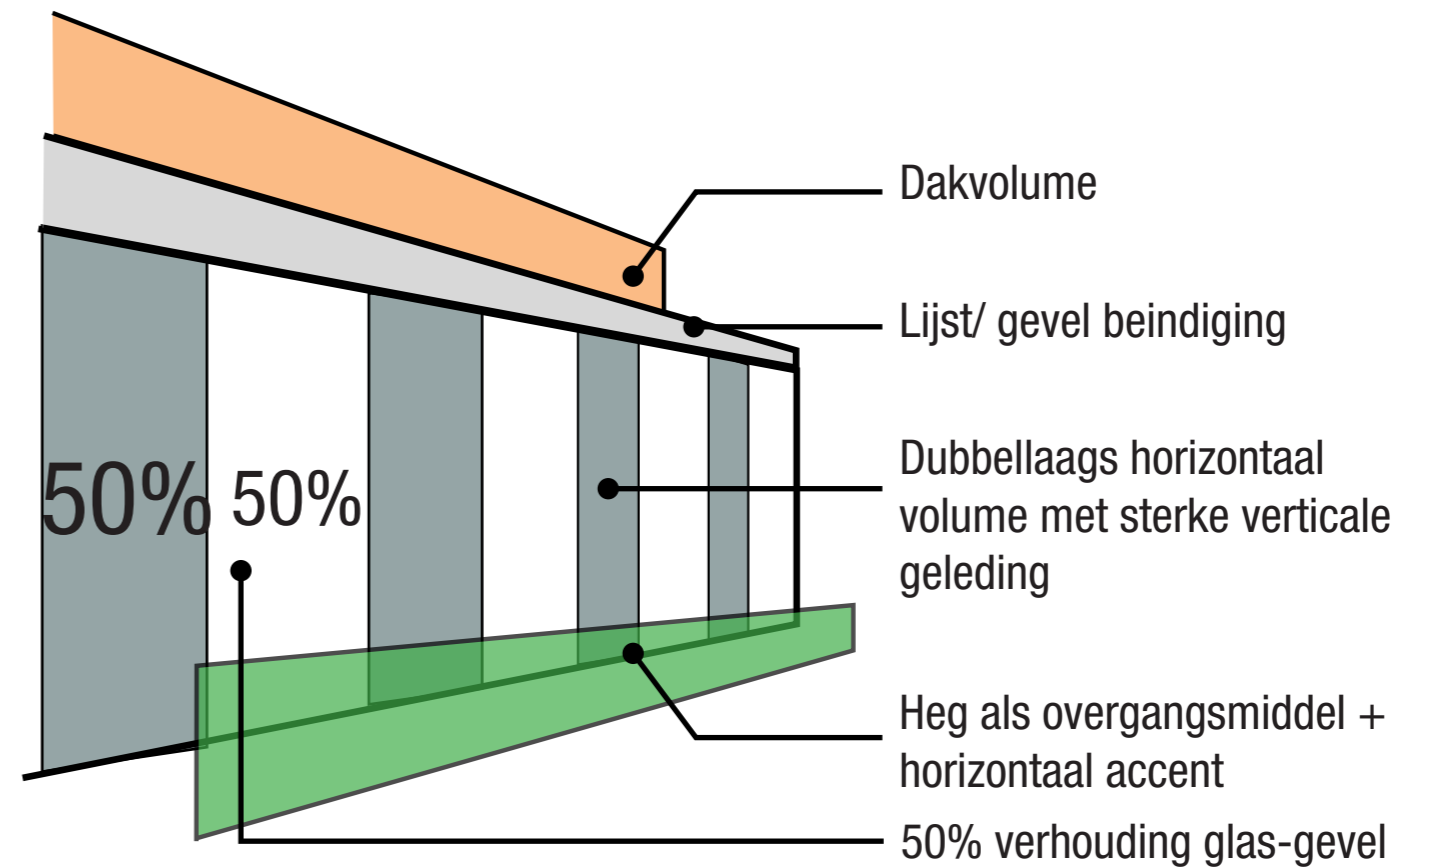 Dakvolume
Lijst/ gevel beindiging
Dubbellaags horizontaal
volume met sterke verticale
geleding
50% 50%
Heg als overgangsmiddel +
horizontaal accent
50% verhouding glas-gevel